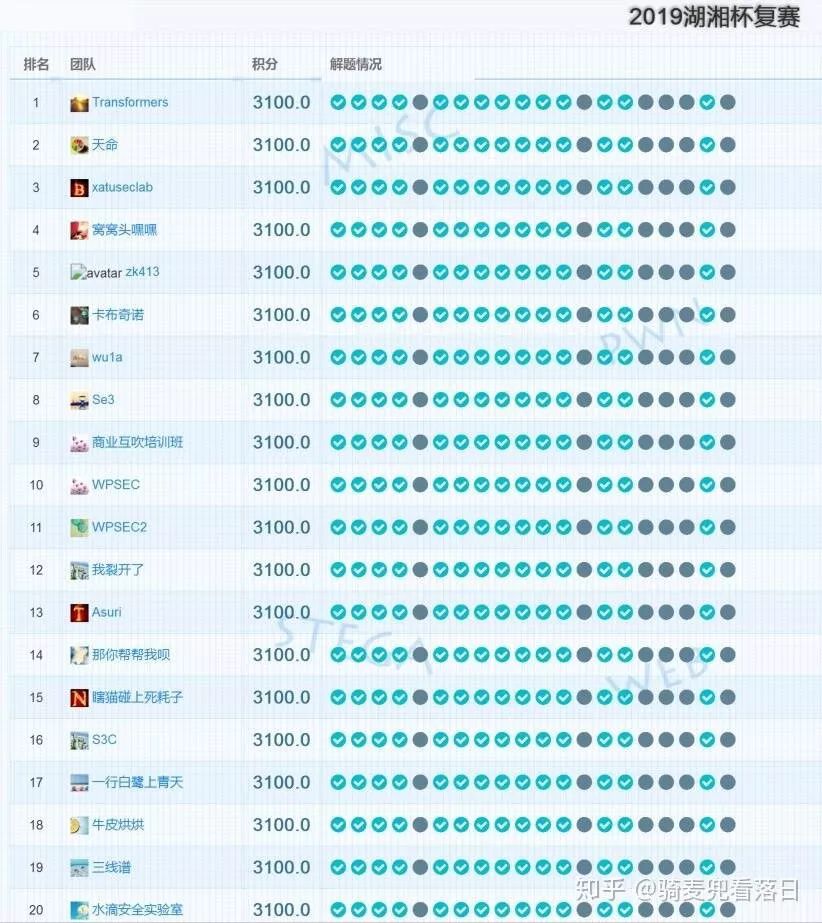 2019湖湘杯复赛
排名 团队 积分 解题情况
1 Transformers 3100.0
MISC
2 天命 3100.0
3 xatuseclab 3100.0
4 窝窝头嘿嘿 3100.0
5 avatar zk413 3100.0
6 卡布奇诺 3100.0
PWN
7 wu1a 3100.0
8 Se3 3100.0
9 商业互吹培训班 3100.0
10 WPSEC 3100.0
11 WPSEC2 3100.0
12 我裂开了 3100.0
13 Asuri 3100.0
STEGA
14 那你帮帮我呗 3100.0
WEB
15 瞎猫碰上死耗子 3100.0
16 S3C 3100.0
17 一行白鹭上青天 3100.0
18 牛皮烘烘 3100.0
19 三线谱 3100.0
20 水滴安全实验室 3100.0
知乎 @骑麦兜看落日